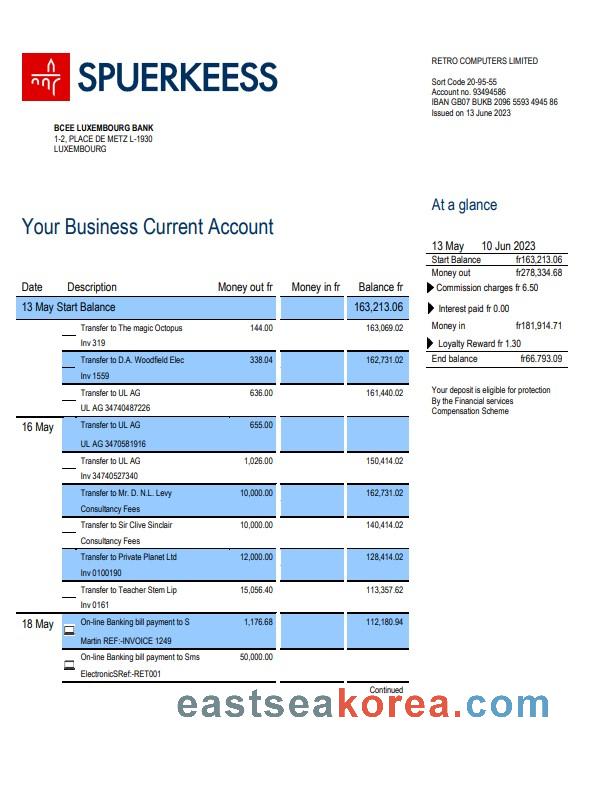 SPUERKEESS
RETRO COMPUTERS LIMITED
Sort Code 20-95-55
Account no. 93494586
IBAN GB07 BUKB 2096 5593 4945 86
Issued on 13 June 2023
BCEE LUXEMBOURG BANK
1-2, PLACE DE METZ L-1930
LUXEMBOURG
At a glance
13 May 10 Jun 2023
Start Balance fr163,213.06
Money out fr278,334.68
Commission charges fr 6.50
Interest paid fr 0.00
Money in fr181,914.71
Loyalty Reward fr 1.30
End balance fr66.793.09
Your deposit is eligible for protection
By the Financial services
Compensation Scheme
Your Business Current Account
Date Description Money out fr Money in fr Balance fr
13 May Start Balance 163,213.06
Transfer to The magic Octopus 144.00 163,069.02
Inv 319
Transfer to D.A. Woodfield Elec 338.04 162,731.02
Inv 1559
Transfer to UL AG 636.00 161,440.02
UL AG 34740487226
16 May Transfer to UL AG 655.00
UL AG 3470581916
Transfer to UL AG 1,026.00 150,414.02
Inv 34740527340
Transfer to Mr. D. N.L. Levy 10,000.00 162,731.02
Consultancy Fees
Transfer to Sir Clive Sinclair 10,000.00 140,414.02
Consultancy Fees
Transfer to Private Planet Ltd 12,000.00 128,414.02
Inv 0100190
Transfer to Teacher Stem Lip 15,056.40 113,357.62
Inv 0161
18 May On-line Banking bill payment to S 1,176.68 112,180.94
Martin REF:-INVOICE 1249
On-line Banking bill payment to Sms 50,000.00
ElectronicSRef:-RET001
Continued
eastseakorea.com